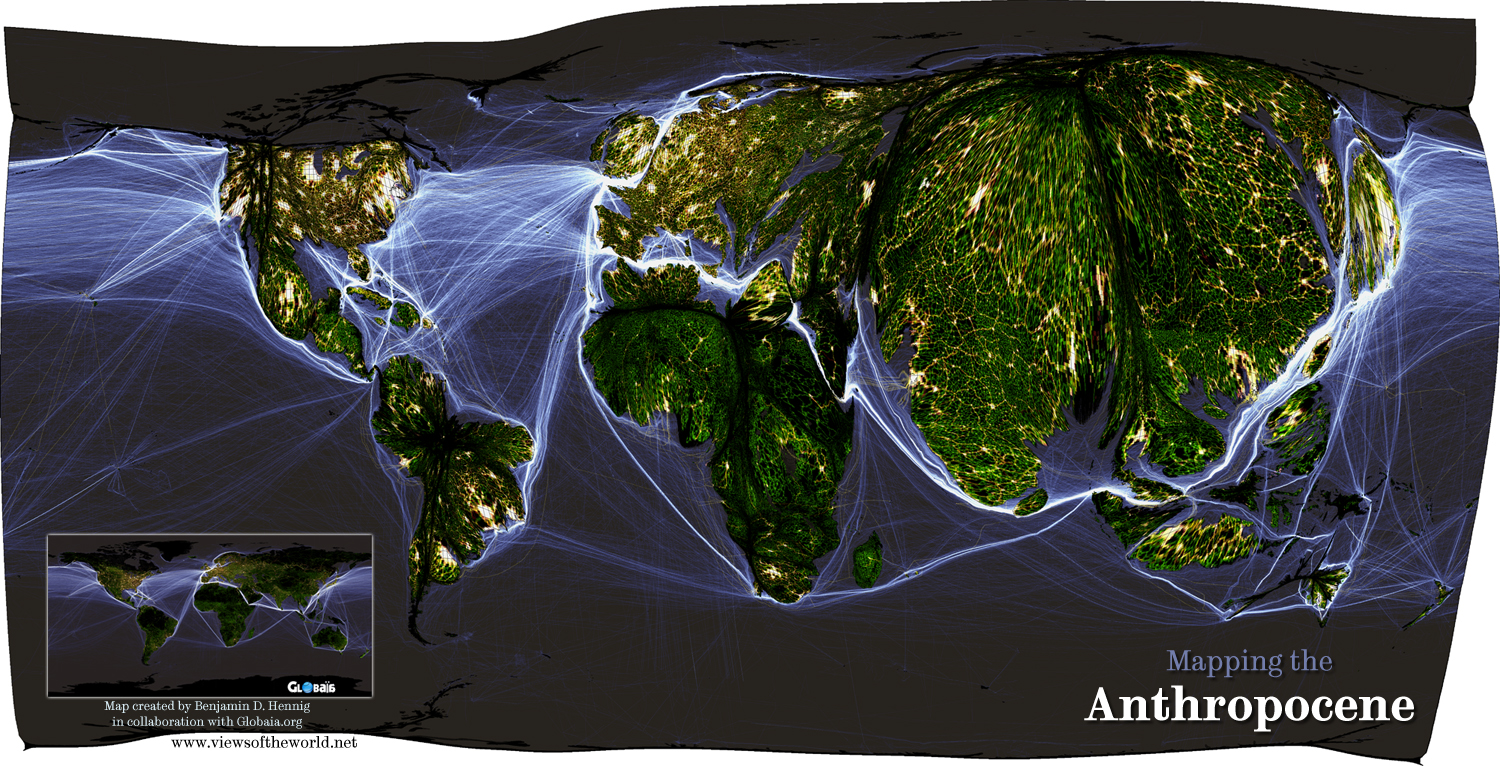 Mapping the
Anthropocene
GLOBAÏA
Map created by Benjamin D. Hennig
in collaboration with Globaia.org
www.viewsoftheworld.net